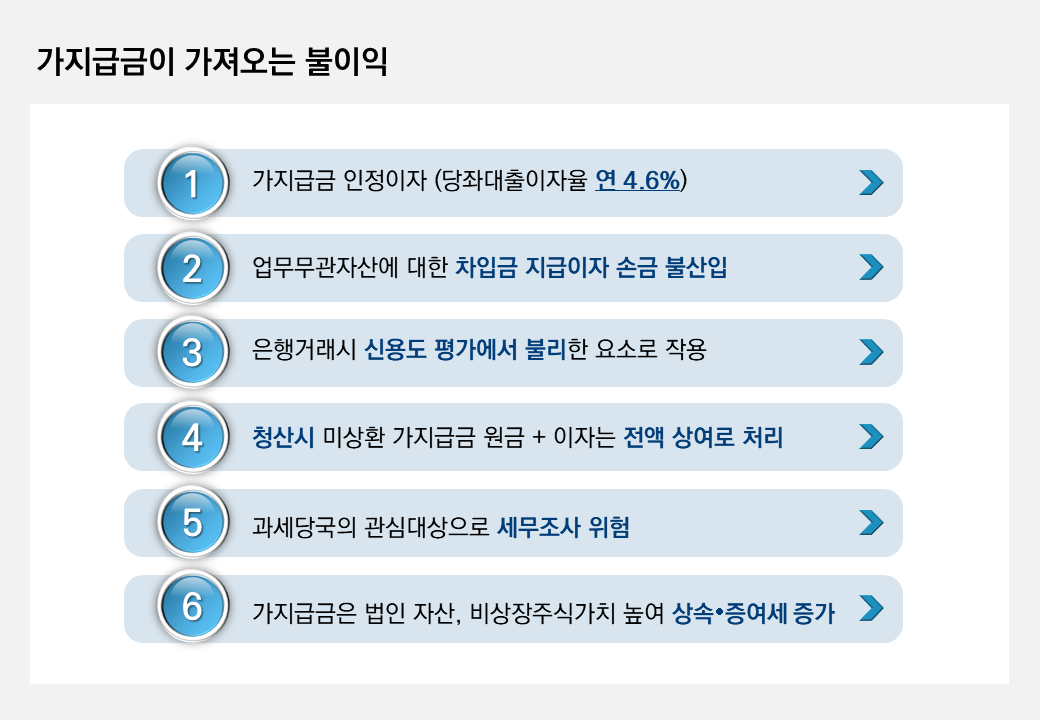 가지급금이 가져오는 불이익
1 가지급금 인정이자 (당좌대출이자율 연 4.6%)
2 업무무관자산에 대한 차입금 지급이자 손금 불산입
3 은행거래시 신용도 평가에서 불리한 요소로 작용
4 청산시 미상환 가지급금 원금 + 이자는 전액 상여로 처리
5 과세당국의 관심대상으로 세무조사 위험
6 가지급금은 법인 자산, 비상장주식가치 높여 상속•증여세 증가